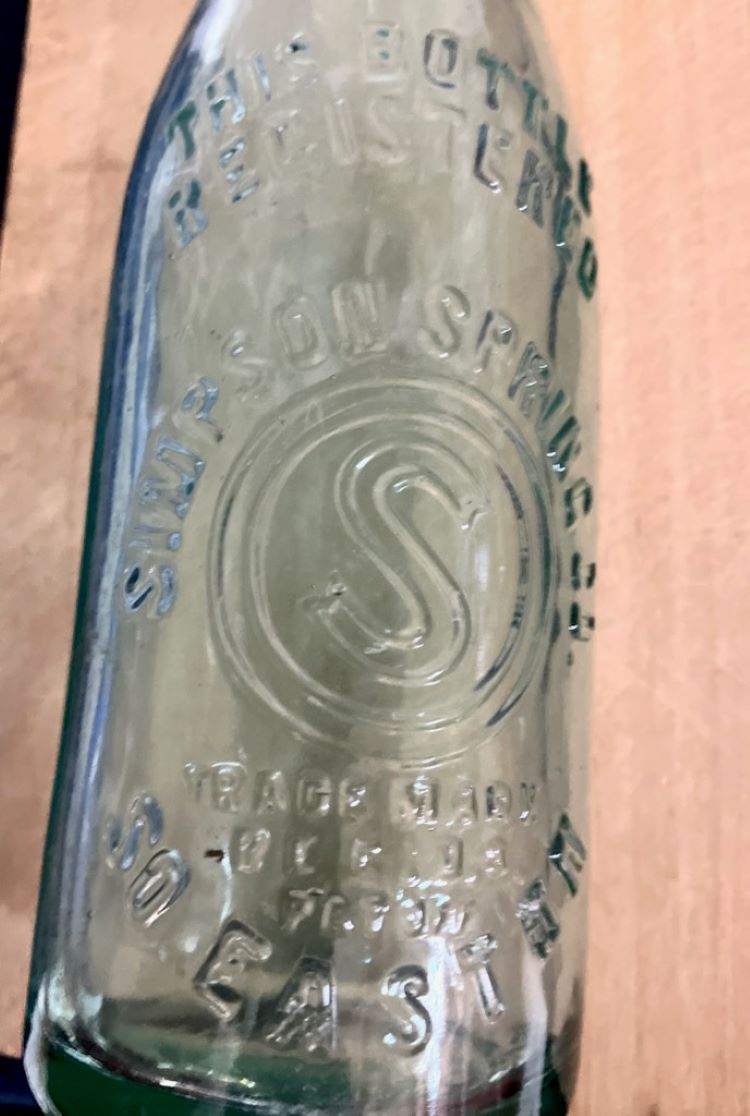 THIS BOTTLE
REGISTERED
SIMPSON SPRING CO.
S
TRADE MARK
SO EASTON